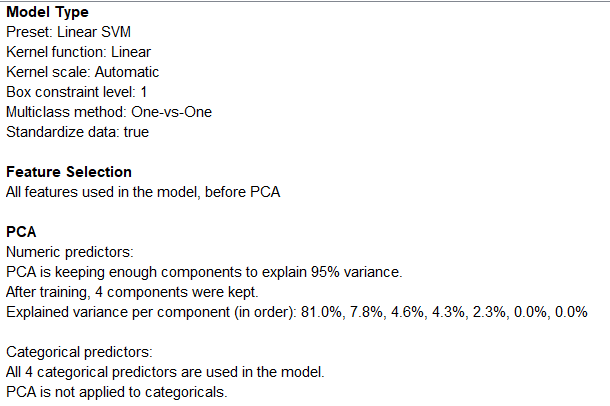 Model Type
Preset: Linear SVM
Kernel function: Linear
Kernel scale: Automatic
Box constraint level: 1
Multiclass method: One-vs-One
Standardize data: true
Feature Selection
All features used in the model, before PCA
PCA
Numeric predictors:
PCA is keeping enough components to explain 95% variance.
After training, 4 components were kept.
Explained variance per component (in order): 81.0%, 7.8%, 4.6%, 4.3%, 2.3%, 0.0%, 0.0%
Categorical predictors:
All 4 categorical predictors are used in the model.
PCA is not applied to categoricals.